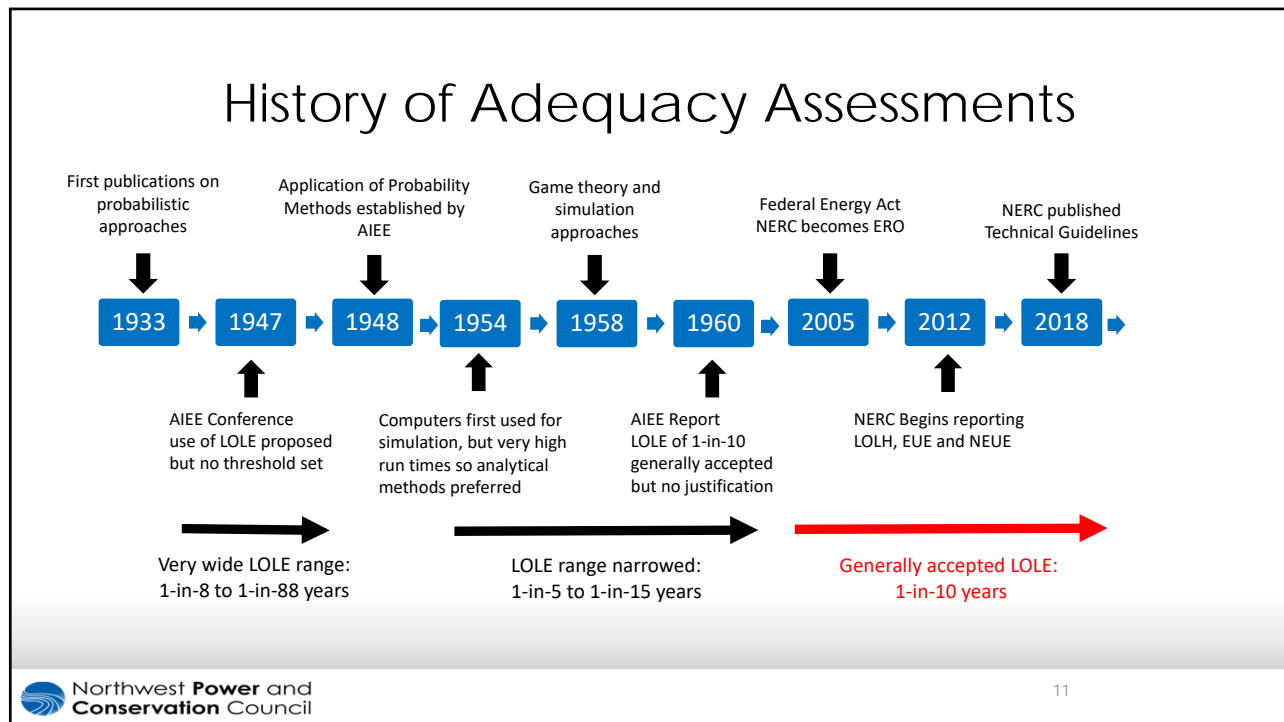 History of Adequacy Assessments
First publications on
probabilistic
approaches
Application of Probability
Methods established by
AIEE
Game theory and
simulation
approaches
Federal Energy Act
NERC becomes ERO
NERC published
Technical Guidelines
1933
1947
1948
1954
1958
1960
2005
2012
2018
AIEE Conference
use of LOLE proposed
but no threshold set
Computers first used for
simulation, but very high
run times so analytical
methods preferred
AIEE Report
LOLE of 1-in-10
generally accepted
but no justification
NERC Begins reporting
LOLH, EUE and NEUE
Very wide LOLE range:
1-in-8 to 1-in-88 years
LOLE range narrowed:
1-in-5 to 1-in-15 years
Generally accepted LOLE:
1-in-10 years
Northwest Power and
Conservation Council
11